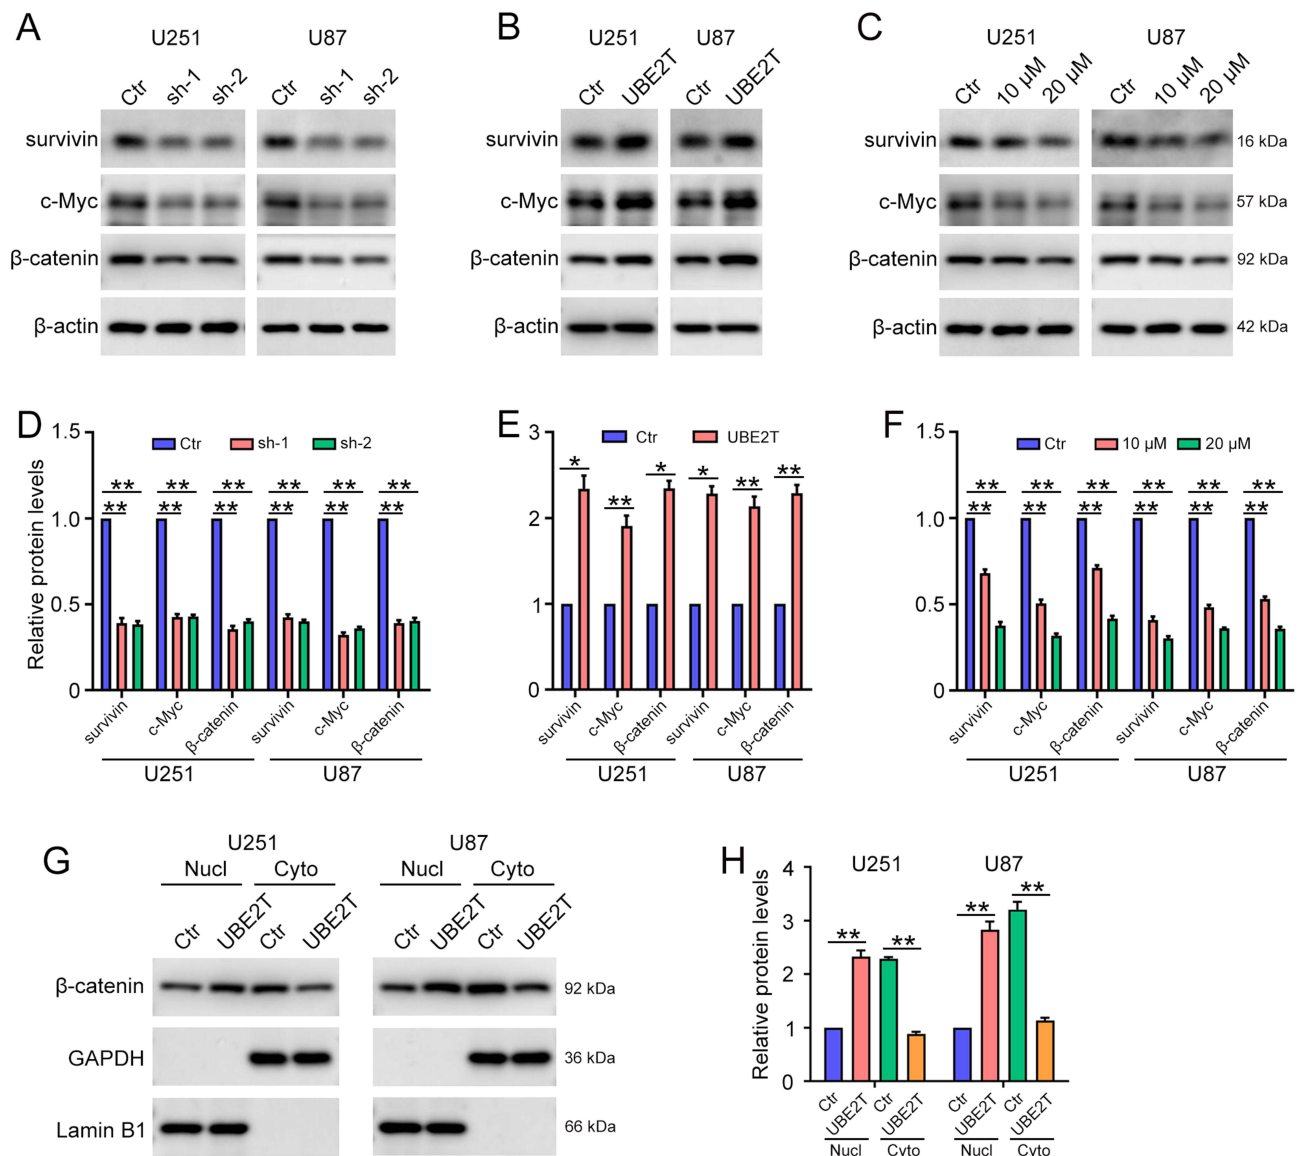 A
U251 U87
Ctr sh-1 sh-2 Ctr sh-1 sh-2
survivin
c-Myc
β-catenin
β-actin
B
U251 U87
Ctr UBE2T Ctr UBE2T
survivin
c-Myc
β-catenin
β-actin
C
U251 U87
Ctr 10 μM 20 μM Ctr 10 μM 20 μM
survivin 16 kDa
c-Myc 57 kDa
β-catenin 92 kDa
β-actin 42 kDa
D
Ctr sh-1 sh-2
Relative protein levels
1.5
1.0
0.5
0
** ** ** ** ** **
** ** ** ** ** **
survivin c-Myc β-catenin survivin c-Myc β-catenin
U251 U87
E
Ctr UBE2T
3
2
1
0
* ** * * ** **
survivin c-Myc β-catenin survivin c-Myc β-catenin
U251 U87
F
Ctr 10 μM 20 μM
1.5
1.0
0.5
0
** ** ** ** ** **
** ** ** ** ** **
survivin c-Myc β-catenin survivin c-Myc β-catenin
U251 U87
G
U251 U87
Nucl Cyto Nucl Cyto
Ctr UBE2T Ctr UBE2T Ctr UBE2T Ctr UBE2T
β-catenin 92 kDa
GAPDH 36 kDa
Lamin B1 66 kDa
H
U251 U87
Relative protein levels
4
3
2
1
0
** ** ** **
Ctr UBE2T Ctr UBE2T Ctr UBE2T Ctr UBE2T
Nucl Cyto Nucl Cyto